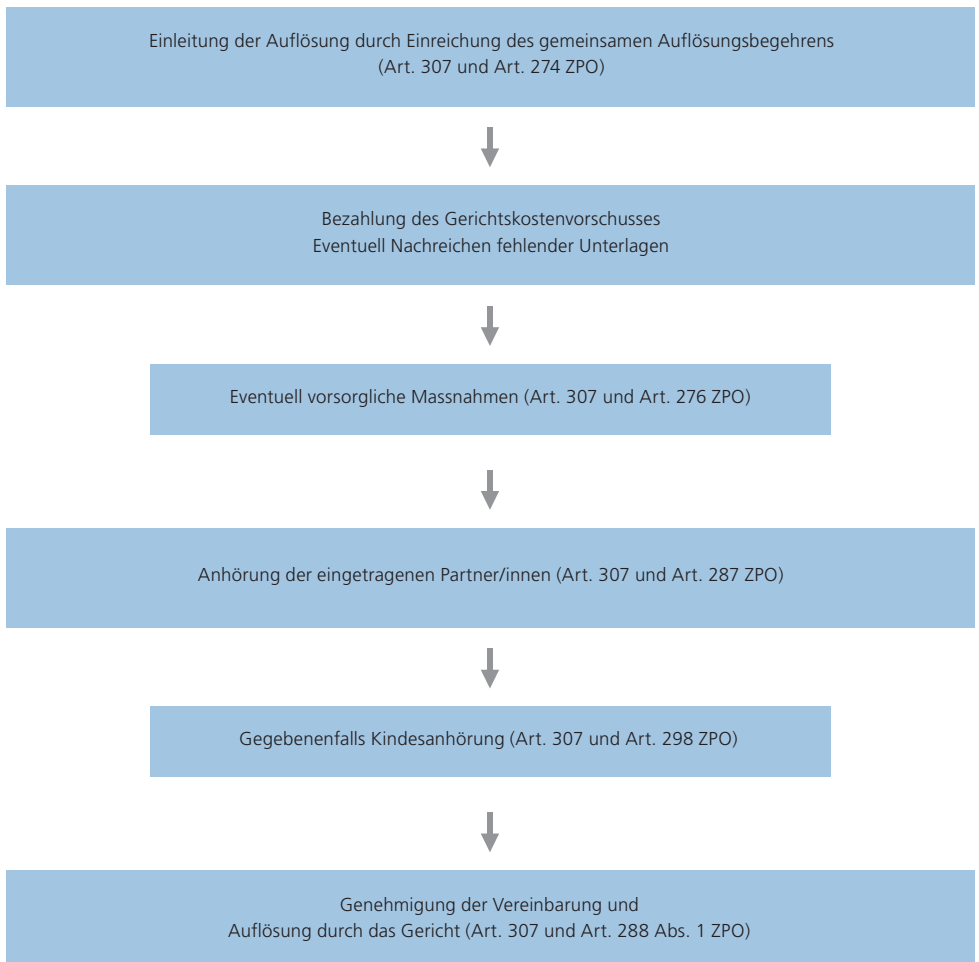 Einleitung der Auflösung durch Einreichung des gemeinsamen Auflösungsbegehrens
(Art. 307 und Art. 274 ZPO)
Bezahlung des Gerichtskostenvorschusses
Eventuell Nachreichen fehlender Unterlagen
Eventuell vorsorgliche Massnahmen (Art. 307 und Art. 276 ZPO)
Anhörung der eingetragenen Partner/innen (Art. 307 und Art. 287 ZPO)
Gegebenenfalls Kindesanhörung (Art. 307 und Art. 298 ZPO)
Genehmigung der Vereinbarung und
Auflösung durch das Gericht (Art. 307 und Art. 288 Abs. 1 ZPO)